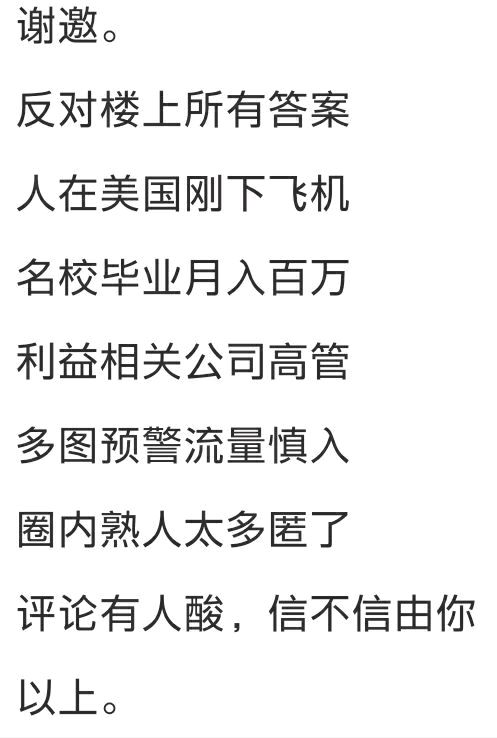 谢邀。
反对楼上所有答案
人在美国刚下飞机
名校毕业月入百万
利益相关公司高管
多图预警流量慎入
圈内熟人太多匿了
评论有人酸，信不信由你
以上。